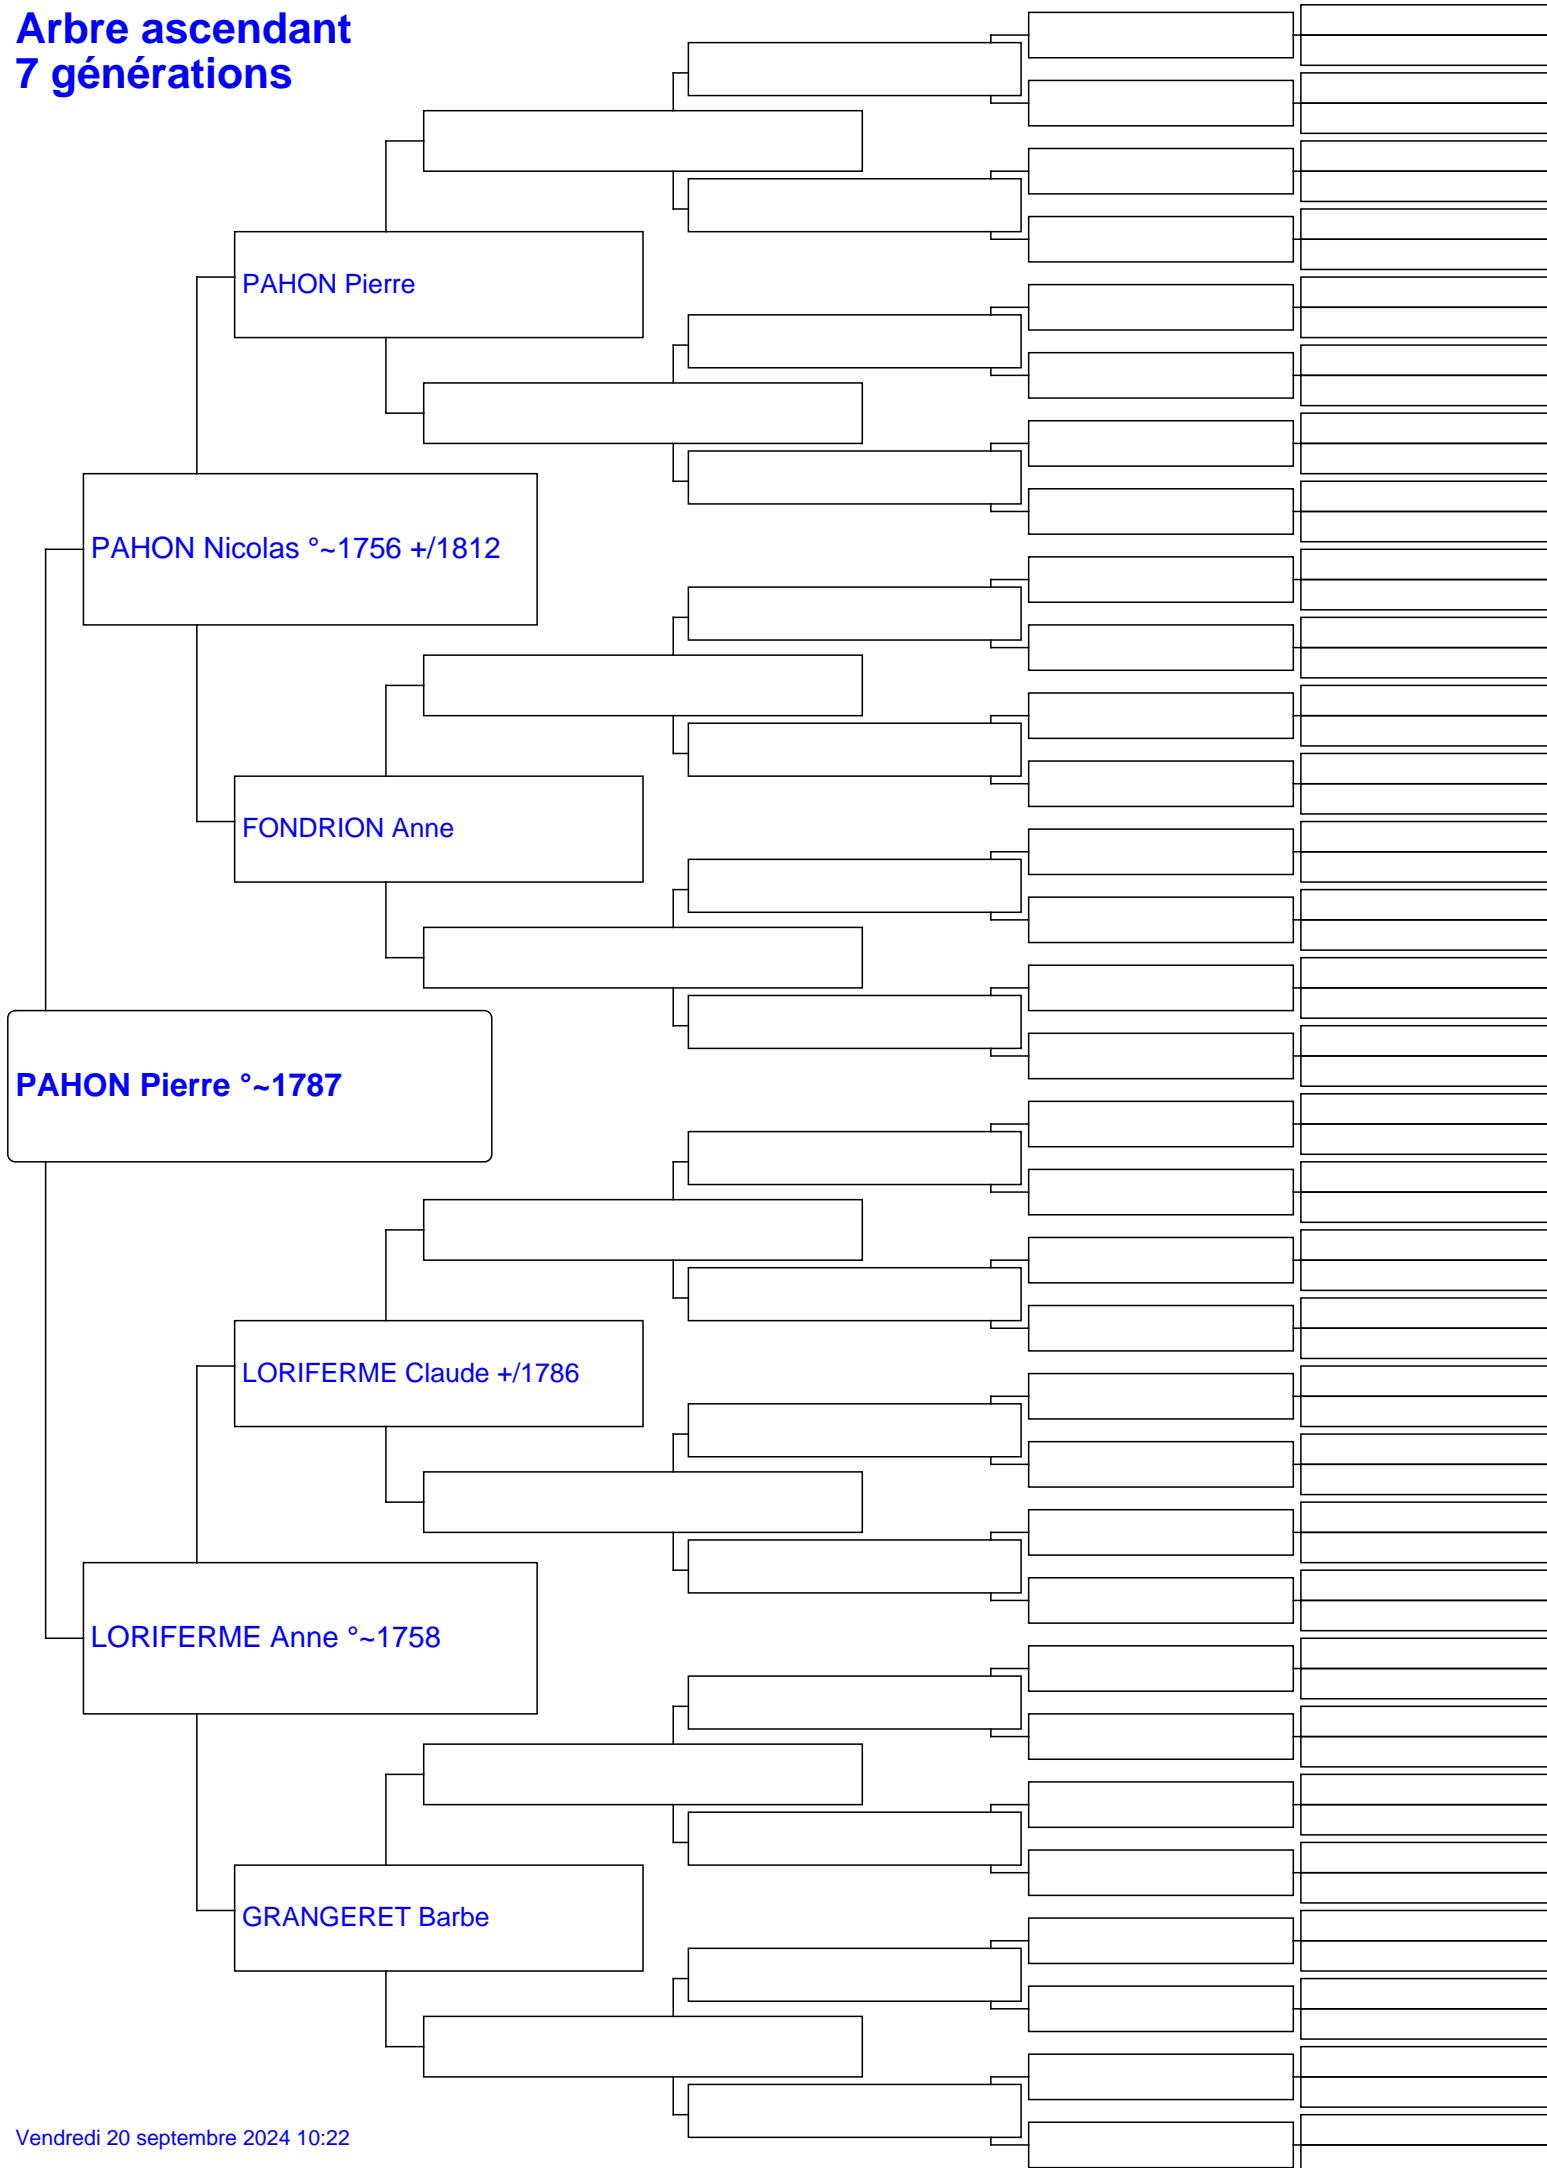 Arbre ascendant
7 générations
PAHON Pierre
PAHON Nicolas °~1756 +/1812
FONDRION Anne
PAHON Pierre °~1787
LORIFERME Claude +/1786
LORIFERME Anne °~1758
GRANGERET Barbe
Vendredi 20 septembre 2024 10:22